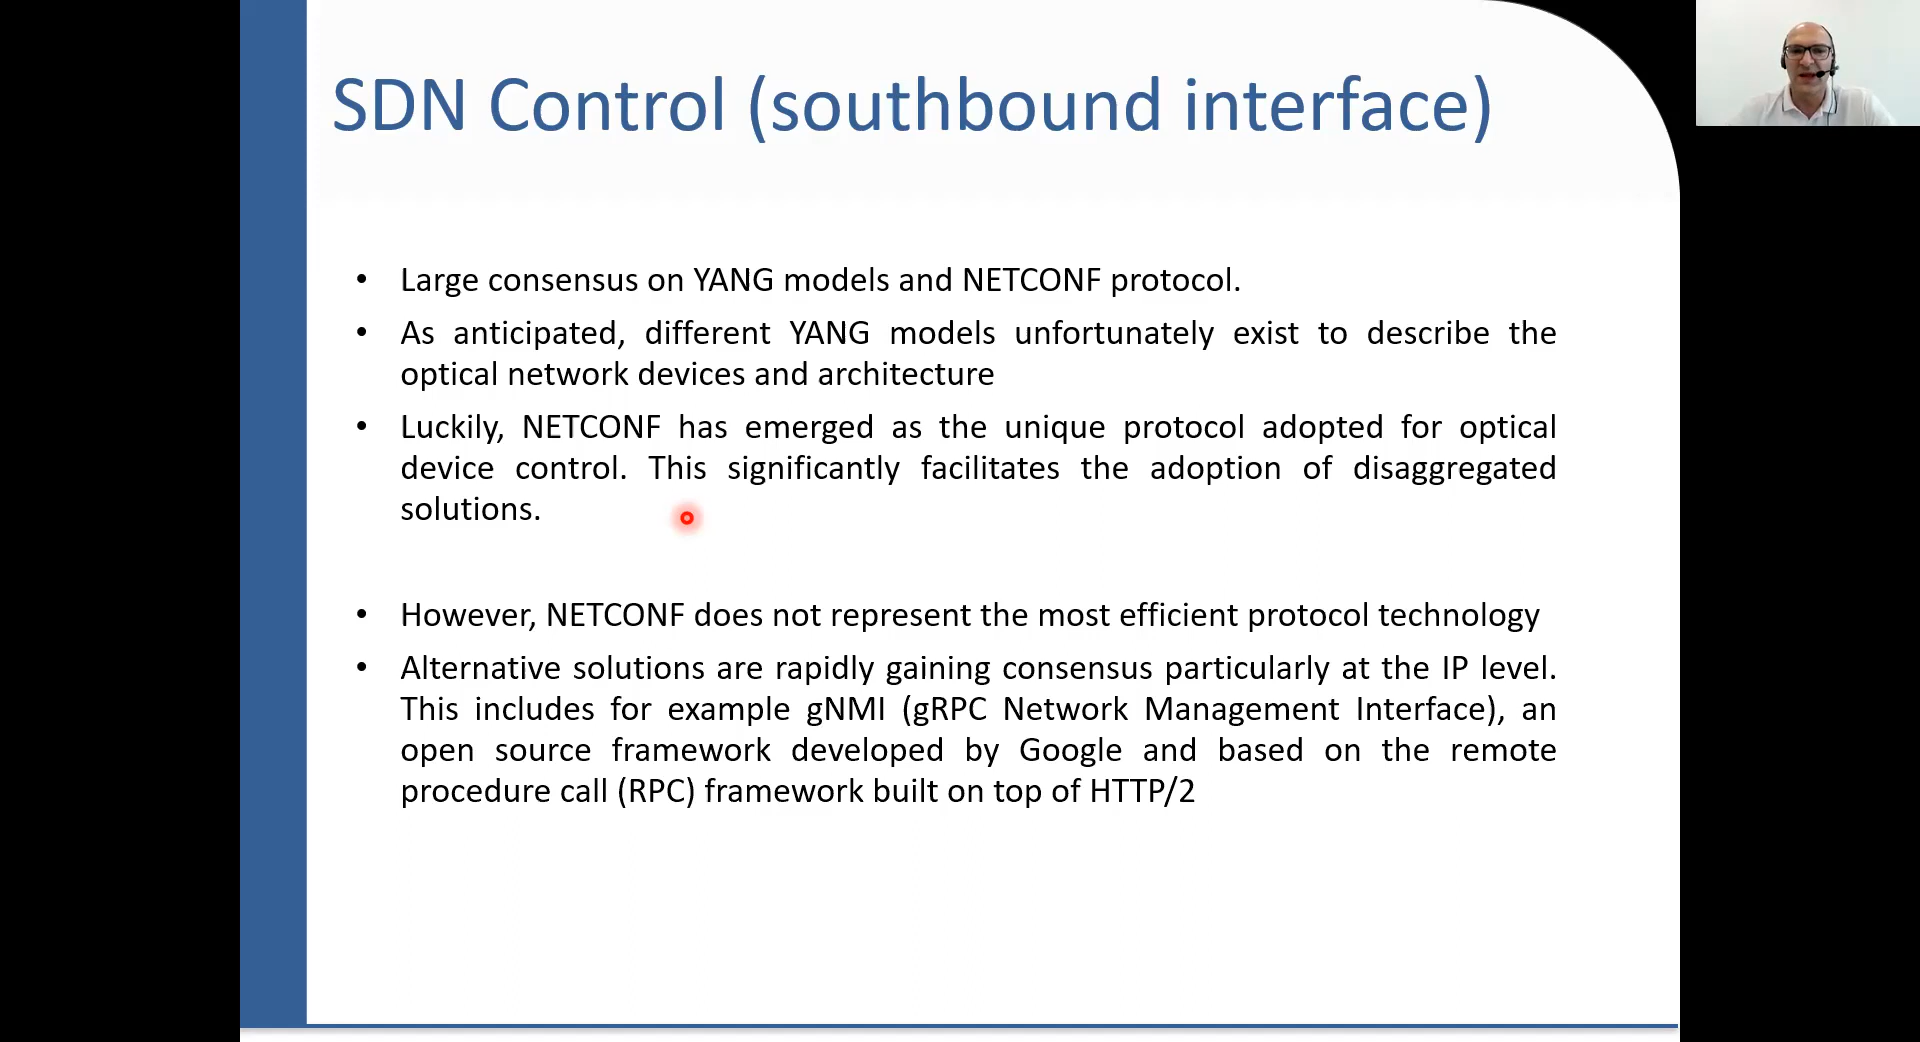 SDN Control (southbound interface)
• Large consensus on YANG models and NETCONF protocol.
• As anticipated, different YANG models unfortunately exist to describe the
optical network devices and architecture
• Luckily, NETCONF has emerged as the unique protocol adopted for optical
device control. This significantly facilitates the adoption of disaggregated
solutions.
• However, NETCONF does not represent the most efficient protocol technology
• Alternative solutions are rapidly gaining consensus particularly at the IP level.
This includes for example gNMI (gRPC Network Management Interface), an
open source framework developed by Google and based on the remote
procedure call (RPC) framework built on top of HTTP/2